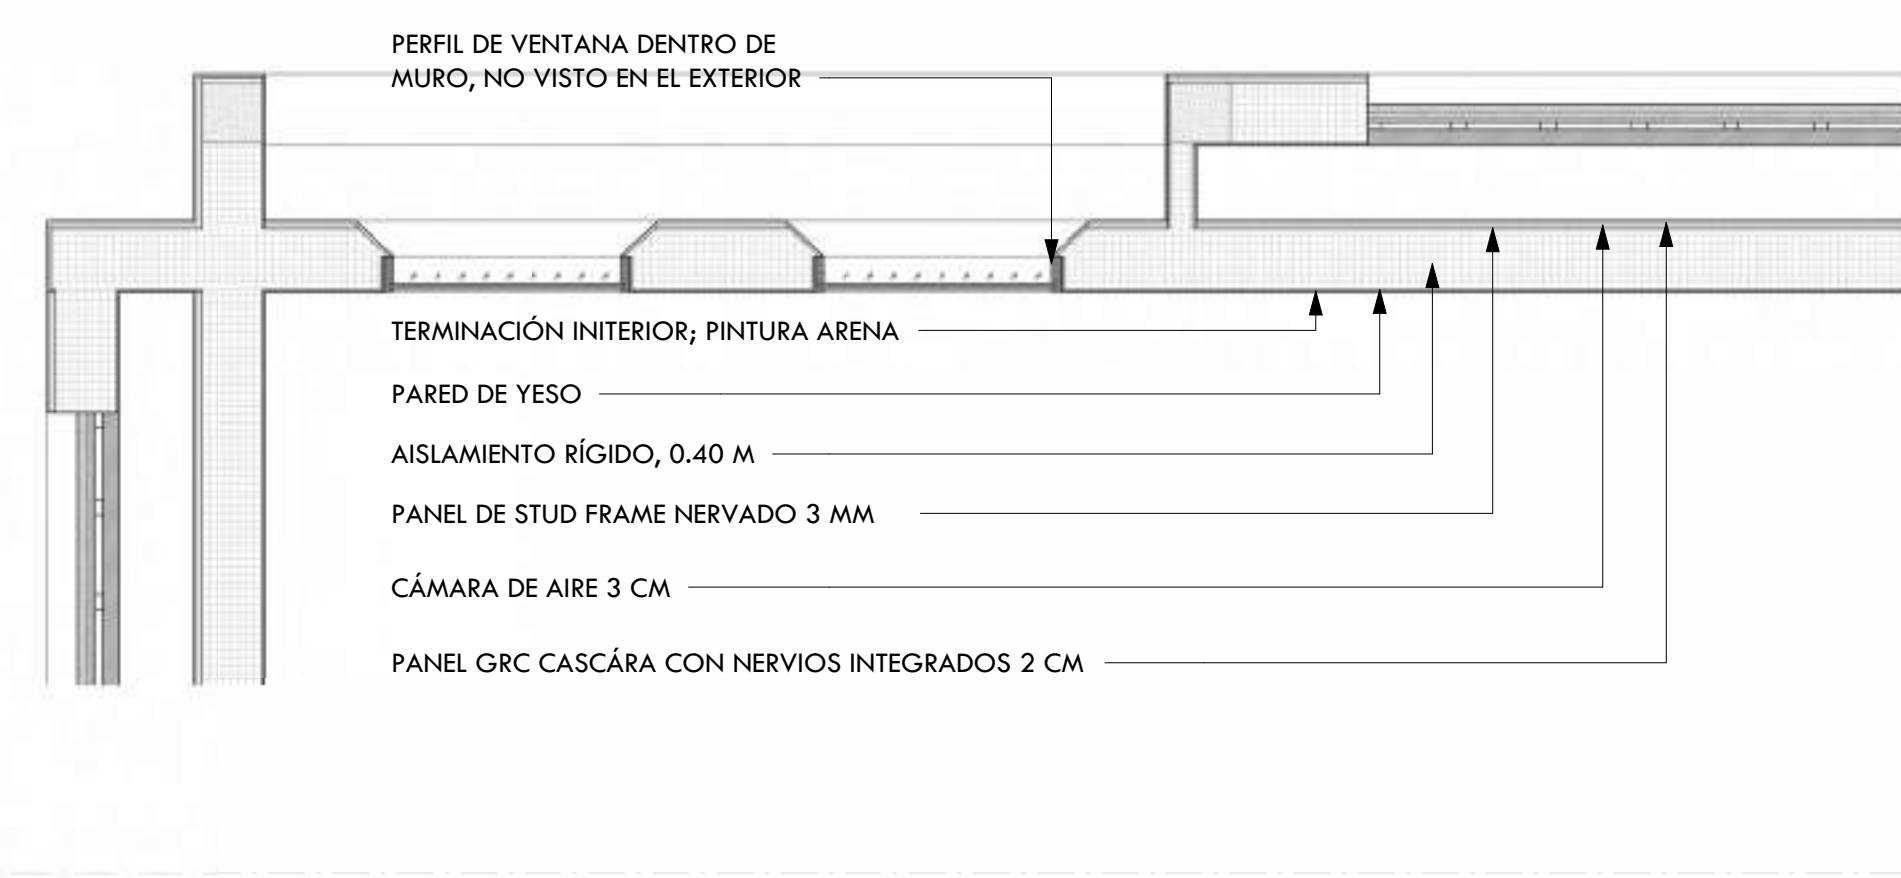 PERFIL DE VENTANA DENTRO DE
MURO, NO VISTO EN EL EXTERIOR
TERMINACIÓN INITERIOR; PINTURA ARENA
PARED DE YESO
AISLAMIENTO RÍGIDO, 0.40 M
PANEL DE STUD FRAME NERVADO 3 MM
CÁMARA DE AIRE 3 CM
PANEL GRC CASCÁRA CON NERVIOS INTEGRADOS 2 CM